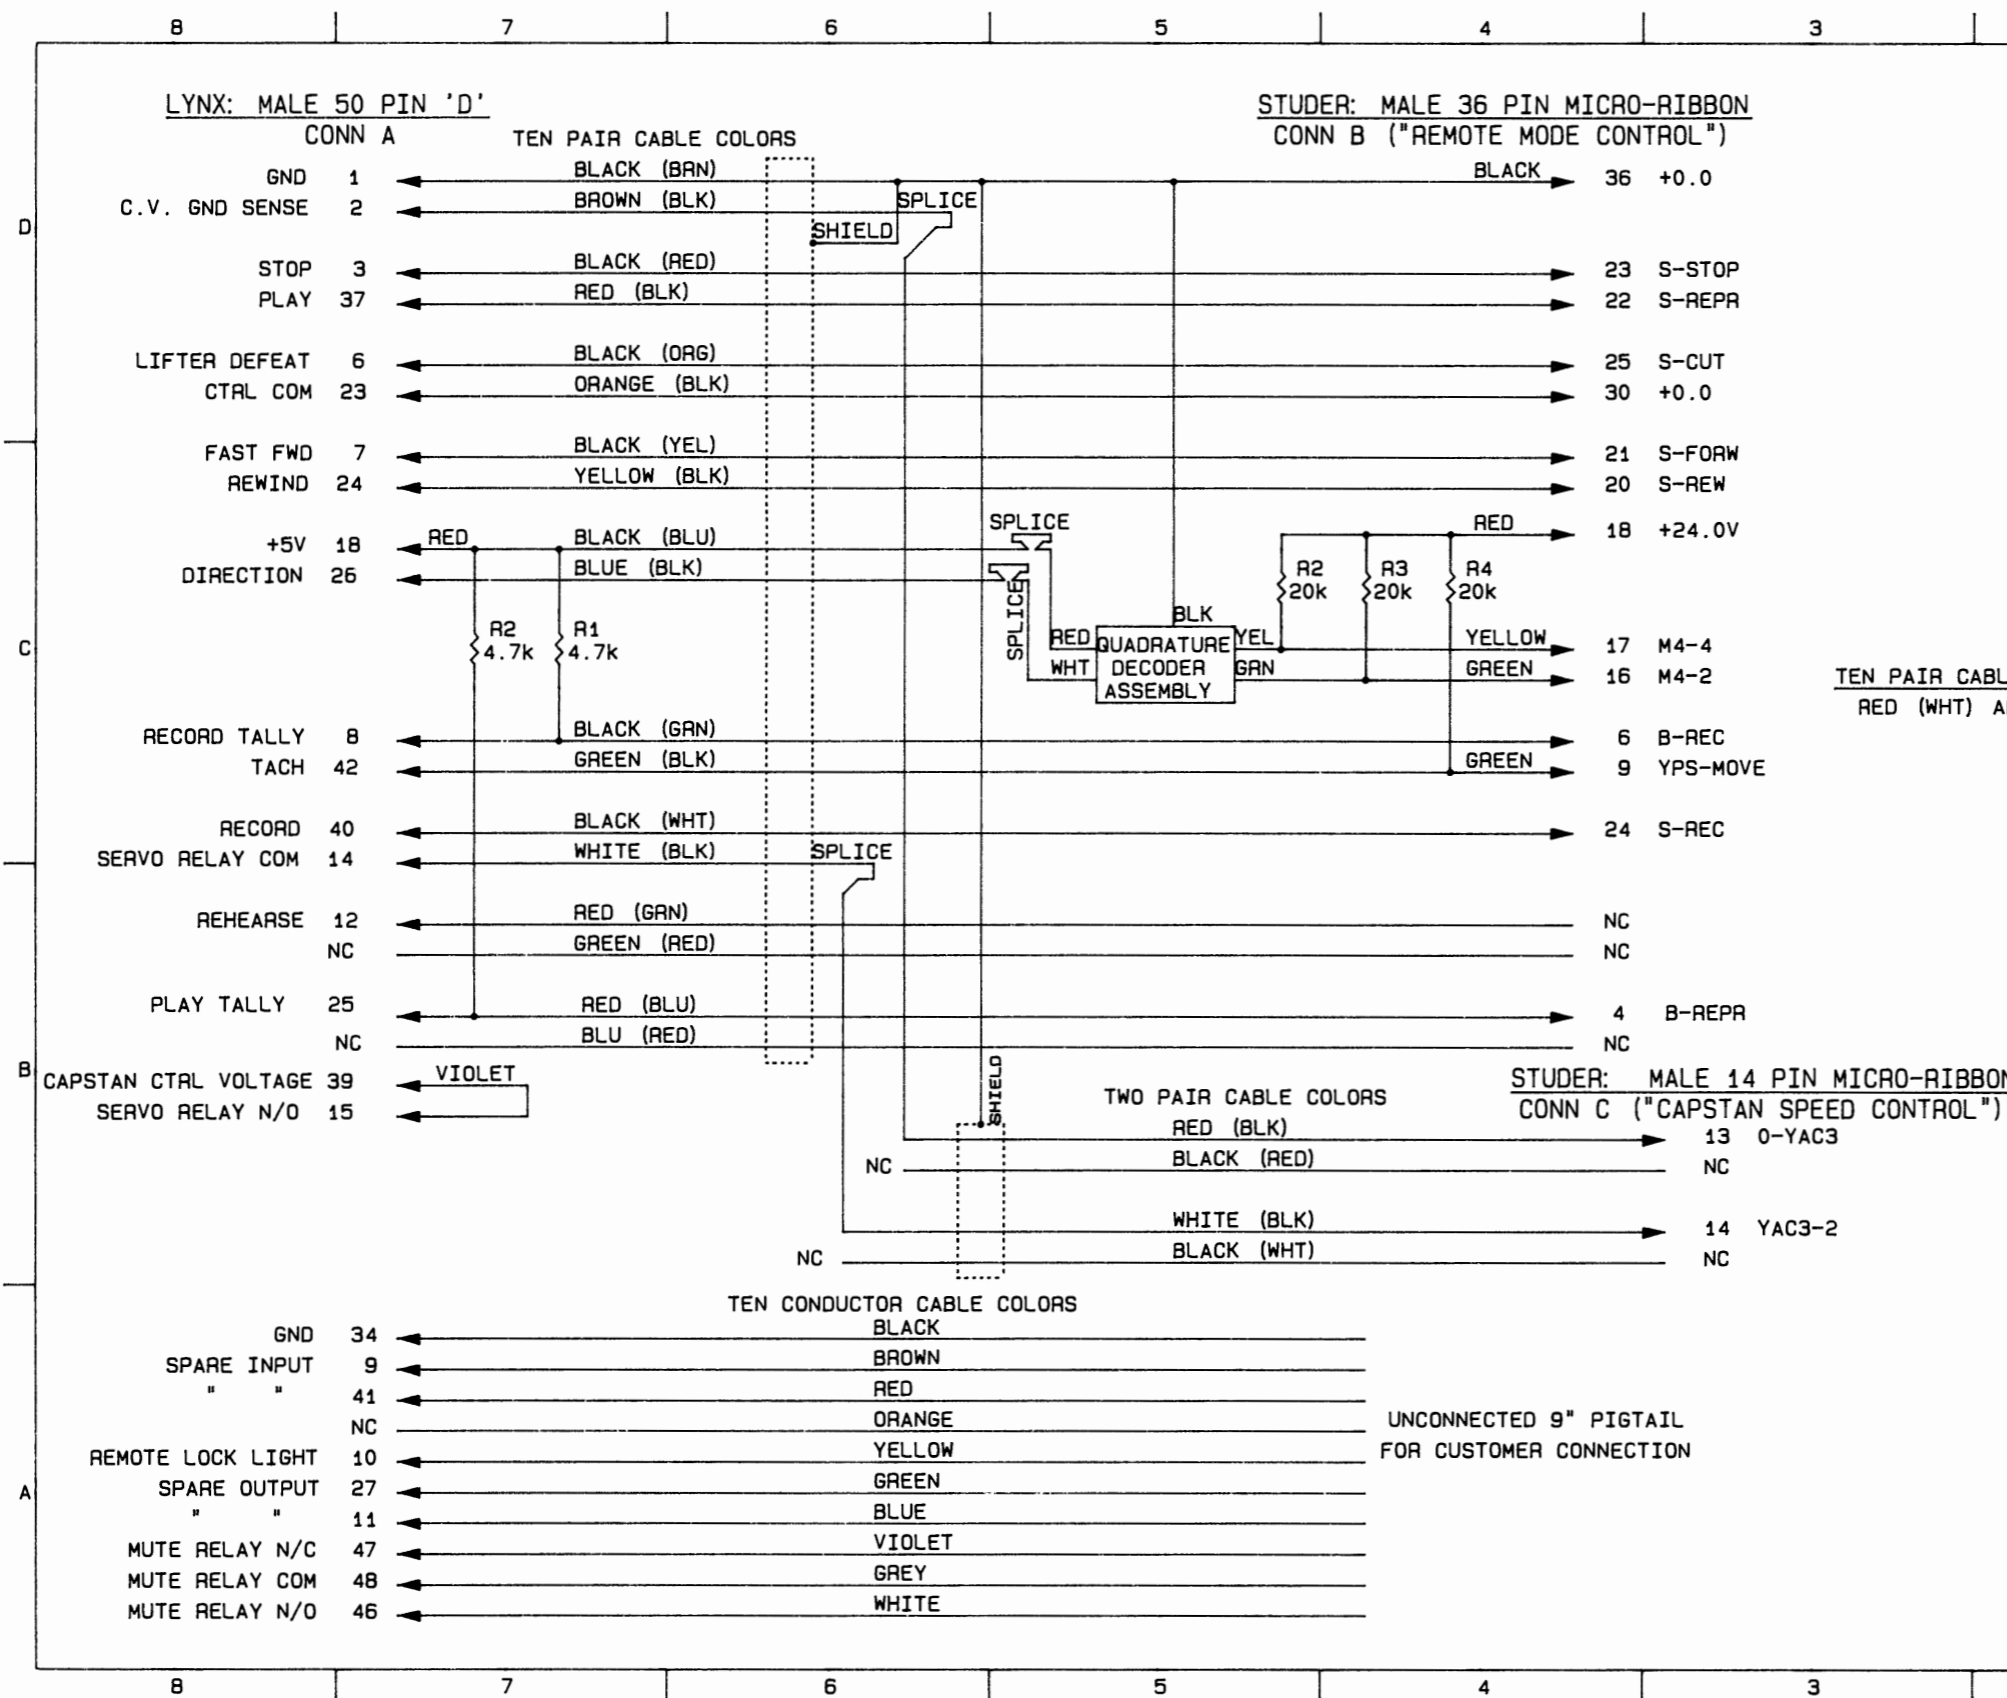 8 7 6 5 4 3
LYNX: MALE 50 PIN 'D'
CONN A
TEN PAIR CABLE COLORS
STUDER: MALE 36 PIN MICRO-RIBBON
CONN B ("REMOTE MODE CONTROL")
GND 1 BLACK (BRN) BLACK 36 +0.0
C.V. GND SENSE 2 BROWN (BLK) SPLICE
D
SHIELD
STOP 3 BLACK (RED) 23 S-STOP
PLAY 37 RED (BLK) 22 S-REPR
LIFTER DEFEAT 6 BLACK (ORG) 25 S-CUT
CTRL COM 23 ORANGE (BLK) 30 +0.0
FAST FWD 7 BLACK (YEL) 21 S-FORW
REWIND 24 YELLOW (BLK) 20 S-REW
SPLICE RED 18 +24.0V
+5V 18 RED BLACK (BLU)
DIRECTION 26 BLUE (BLK)
SPLICE
R2 20k
R3 20k
R4 20k
BLK
C
R2 4.7k
R1 4.7k
RED QUADRATURE YEL YELLOW 17 M4-4
WHT DECODER GRN GREEN 16 M4-2
ASSEMBLY
TEN PAIR CABL
RED (WHT) A
RECORD TALLY 8 BLACK (GRN) 6 B-REC
TACH 42 GREEN (BLK) GREEN 9 YPS-MOVE
RECORD 40 BLACK (WHT) 24 S-REC
SERVO RELAY COM 14 WHITE (BLK) SPLICE
REHEARSE 12 RED (GRN) NC
NC GREEN (RED) NC
PLAY TALLY 25 RED (BLU) 4 B-REPR
NC BLU (RED) NC
B
CAPSTAN CTRL VOLTAGE 39 VIOLET
SERVO RELAY N/O 15
SHIELD
TWO PAIR CABLE COLORS
STUDER: MALE 14 PIN MICRO-RIBBON
CONN C ("CAPSTAN SPEED CONTROL")
RED (BLK) 13 0-YAC3
NC BLACK (RED) NC
WHITE (BLK) 14 YAC3-2
NC BLACK (WHT) NC
TEN CONDUCTOR CABLE COLORS
GND 34 BLACK
SPARE INPUT 9 BROWN
" " 41 RED
NC ORANGE
UNCONNECTED 9" PIGTAIL
FOR CUSTOMER CONNECTION
REMOTE LOCK LIGHT 10 YELLOW
A
SPARE OUTPUT 27 GREEN
" " 11 BLUE
MUTE RELAY N/C 47 VIOLET
MUTE RELAY COM 48 GREY
MUTE RELAY N/O 46 WHITE
8 7 6 5 4 3